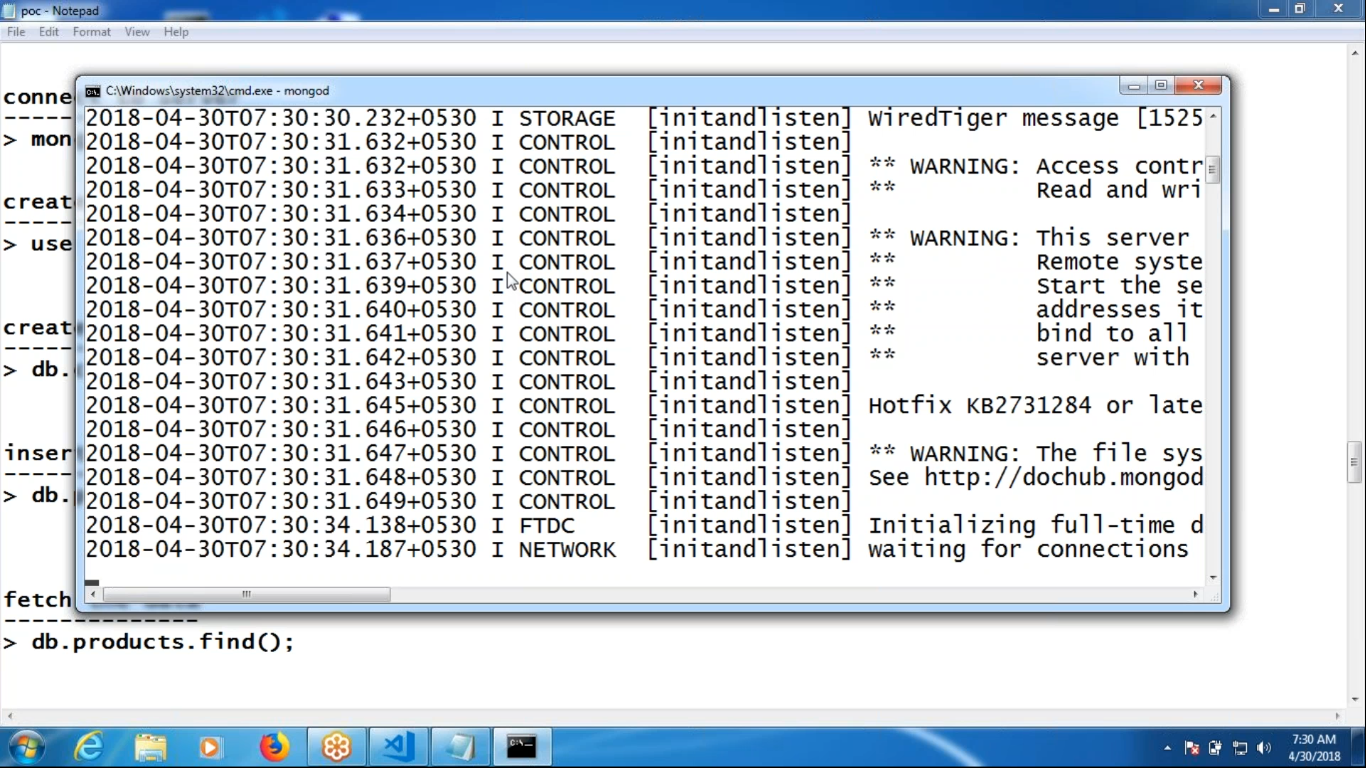 poc - Notepad
File Edit Format View Help
C:\Windows\system32\cmd.exe - mongod
2018-04-30T07:30:30.232+0530 I STORAGE [initandlisten] WiredTiger message [1525
2018-04-30T07:30:31.632+0530 I CONTROL [initandlisten]
2018-04-30T07:30:31.632+0530 I CONTROL [initandlisten] ** WARNING: Access contr
2018-04-30T07:30:31.633+0530 I CONTROL [initandlisten] ** Read and wri
2018-04-30T07:30:31.634+0530 I CONTROL [initandlisten]
2018-04-30T07:30:31.636+0530 I CONTROL [initandlisten] ** WARNING: This server
2018-04-30T07:30:31.637+0530 I CONTROL [initandlisten] ** Remote syste
2018-04-30T07:30:31.639+0530 I CONTROL [initandlisten] ** Start the se
2018-04-30T07:30:31.640+0530 I CONTROL [initandlisten] ** addresses it
2018-04-30T07:30:31.641+0530 I CONTROL [initandlisten] ** bind to all
2018-04-30T07:30:31.642+0530 I CONTROL [initandlisten] ** server with
2018-04-30T07:30:31.643+0530 I CONTROL [initandlisten]
2018-04-30T07:30:31.645+0530 I CONTROL [initandlisten] Hotfix KB2731284 or late
2018-04-30T07:30:31.646+0530 I CONTROL [initandlisten]
2018-04-30T07:30:31.647+0530 I CONTROL [initandlisten] ** WARNING: The file sys
2018-04-30T07:30:31.648+0530 I CONTROL [initandlisten] See http://dochub.mongod
2018-04-30T07:30:31.649+0530 I CONTROL [initandlisten]
2018-04-30T07:30:34.138+0530 I FTDC [initandlisten] Initializing full-time d
2018-04-30T07:30:34.187+0530 I NETWORK [initandlisten] waiting for connections
conne
-----
> mon
creat
-----
> use
creat
-----
> db.
inser
-----
> db.
fetch
--------------
> db.products.find();
7:30 AM
4/30/2018